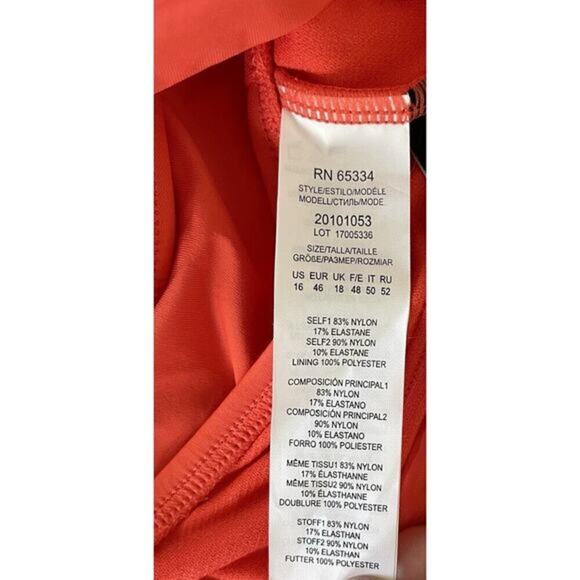 RN 65334
STYLE/ESTILO/MODÈLE
MODELL/СТИЛЬ/MODE
20101053
LOT 17005336
SIZE/TALLA/TAILLE
GRÖẞE/РАЗМЕР/ROZMIAR
US EUR UK F/E IT RU
16 46 18 48 50 52
SELF1 83% NYLON
17% ELASTANE
SELF2 90% NYLON
10% ELASTANE
LINING 100% POLYESTER
COMPOSICIÓN PRINCIPAL1
83% NYLON
17% ELASTANO
COMPOSICIÓN PRINCIPAL2
90% NYLON
10% ELASTANO
FORRO 100% POLIESTER
MÊME TISSU1 83% NYLON
17% ÉLASTHANNE
MÊME TISSU2 90% NYLON
10% ÉLASTHANNE
DOUBLURE 100% POLYESTER
STOFF1 83% NYLON
17% ELASTHAN
STOFF2 90% NYLON
10% ELASTHAN
FUTTER 100% POLYESTER